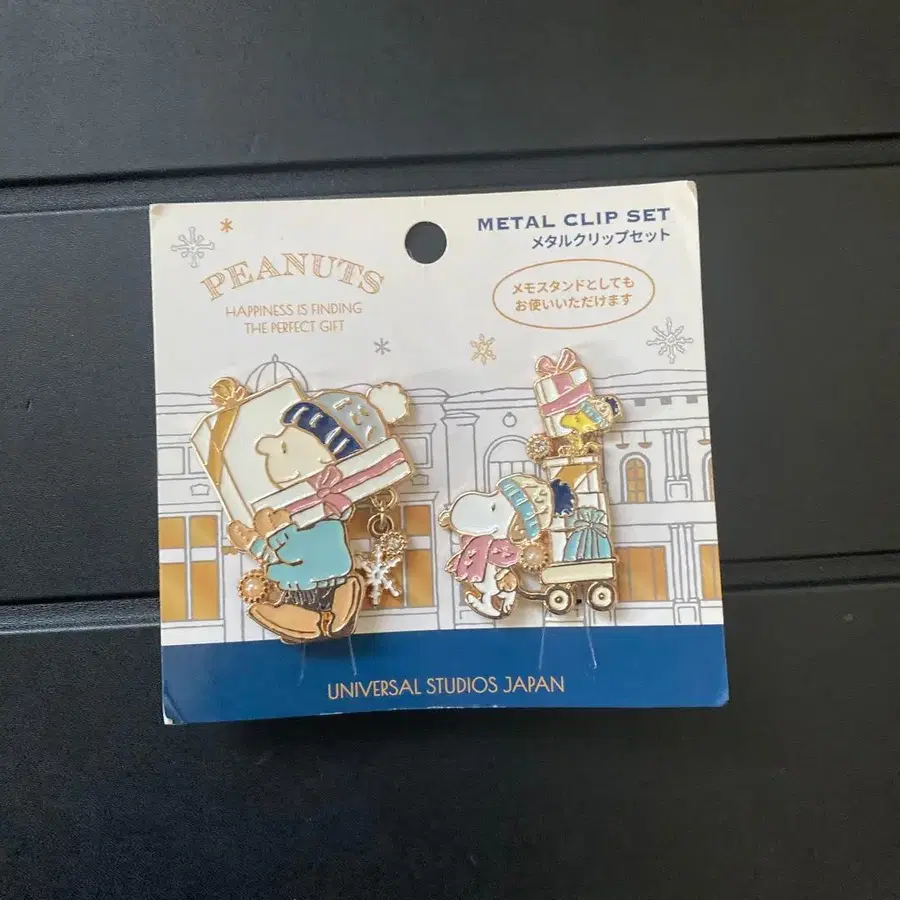 PEANUTS
HAPPINESS IS FINDING
THE PERFECT GIFT
METAL CLIP SET
メタルクリップセット
メモスタンドとしても
お使いいただけます
UNIVERSAL STUDIOS JAPAN